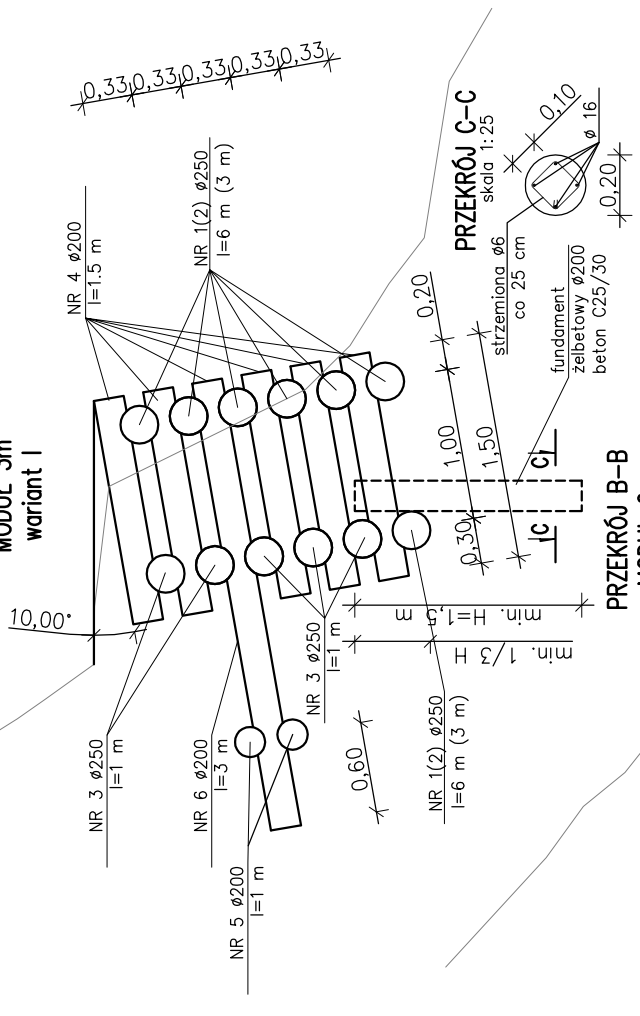 MODUŁ 3m
wariant I
0,33
0,33
0,33
0,33
0,33
NR 4 ø200
l=1.5 m
NR 1(2) ø250
l=6 m (3 m)
PRZEKRÓJ C-C
skala 1:25
0,10
ø 16
0,20
strzemiona ø6
co 25 cm
fundament
żelbetowy ø200
beton C25/30
0,20
1,00
0,30
1,50
C
C
10,00°
NR 3 ø250
l=1 m
NR 6 ø200
l=3 m
NR 5 ø200
l=1 m
NR 3 ø250
l=1 m
0,60
NR 1(2) ø250
l=6 m (3 m)
min. H=1,5 m
min. 1/3 H
PRZEKRÓJ B-B